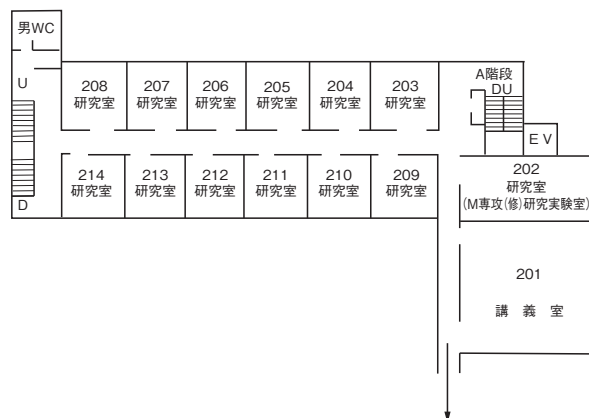 男WC
U
D
208
研究室
207
研究室
206
研究室
205
研究室
204
研究室
203
研究室
A階段
DU
EV
214
研究室
213
研究室
212
研究室
211
研究室
210
研究室
209
研究室
202
研究室
(M専攻(修)研究実験室)
201
講 義 室